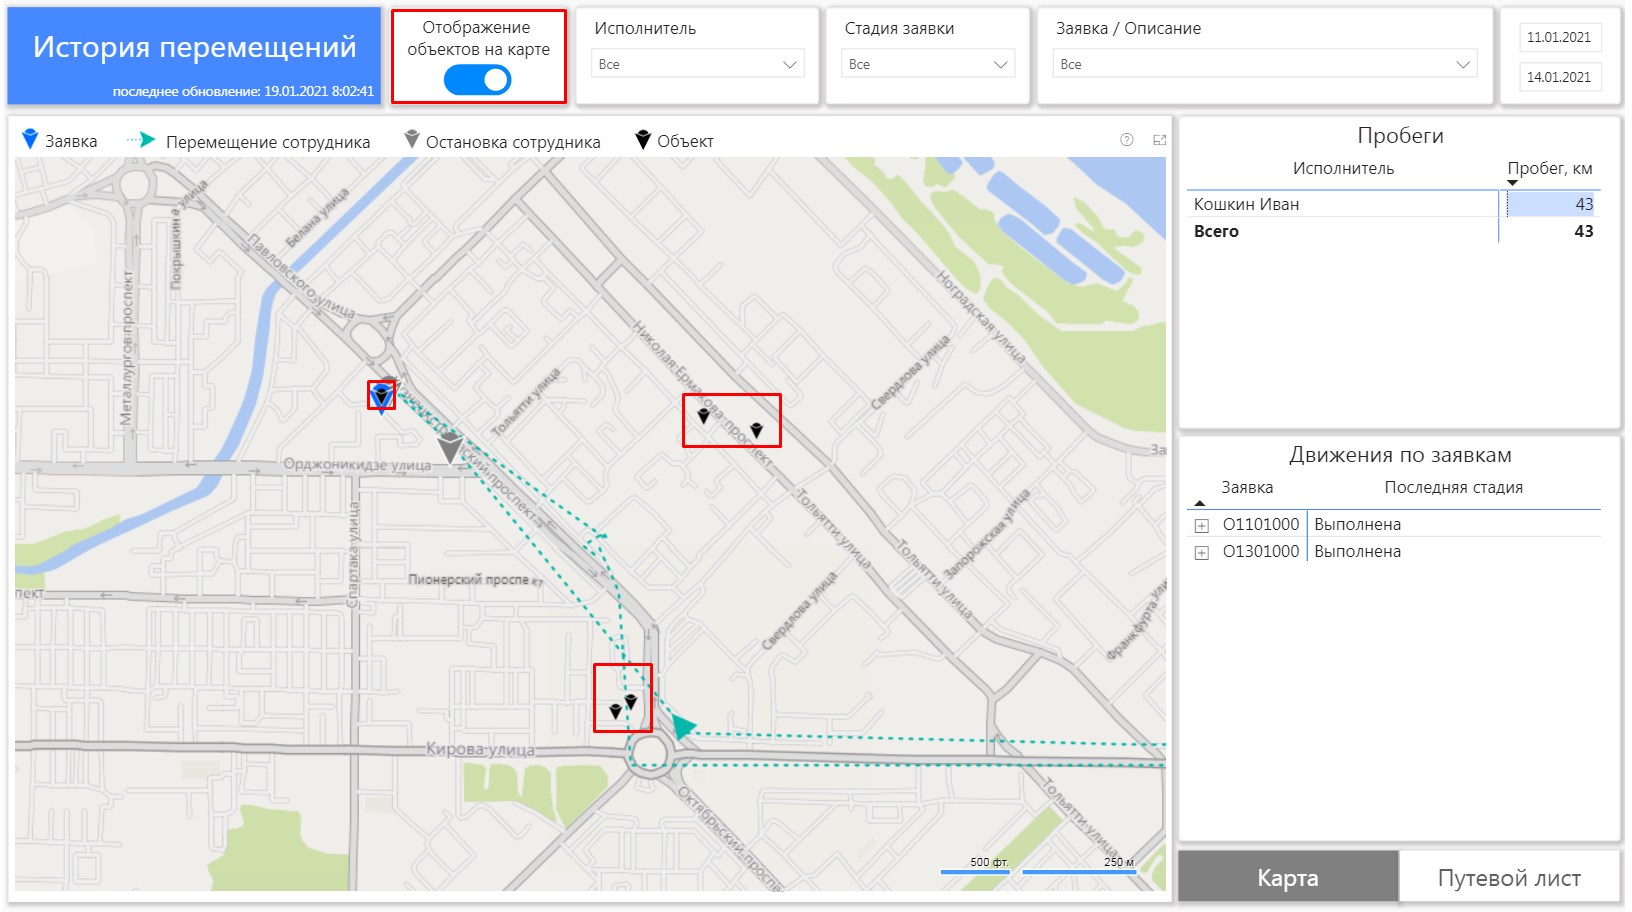 История перемещений
последнее обновление: 19.01.2021 8:02:41
Отображение
объектов на карте
Исполнитель
Все
Стадия заявки
Все
Заявка / Описание
Все
11.01.2021
14.01.2021
Заявка
Перемещение сотрудника
Остановка сотрудника
Объект
Покрышкина улица
Белана улица
Павловского улица
Металлургов проспект
Ноградская улица
Николая Ермакова проспект
Свердлова улица
Тольятти улица
Орджоникидзе улица
Спартака улица
Пионерский проспект
пект
Тольятти улица
Тольятти улица
Запорожская улица
Свердлова улица
Франкфурта ули
За
Кирова улица
Октябрьский проспект
Тольятти улица
500 фт.
250 м
Пробеги
Исполнитель Пробег, км
Кошкин Иван 43
Всего 43
Движения по заявкам
Заявка Последняя стадия
О1101000 Выполнена
О1301000 Выполнена
Карта
Путевой лист